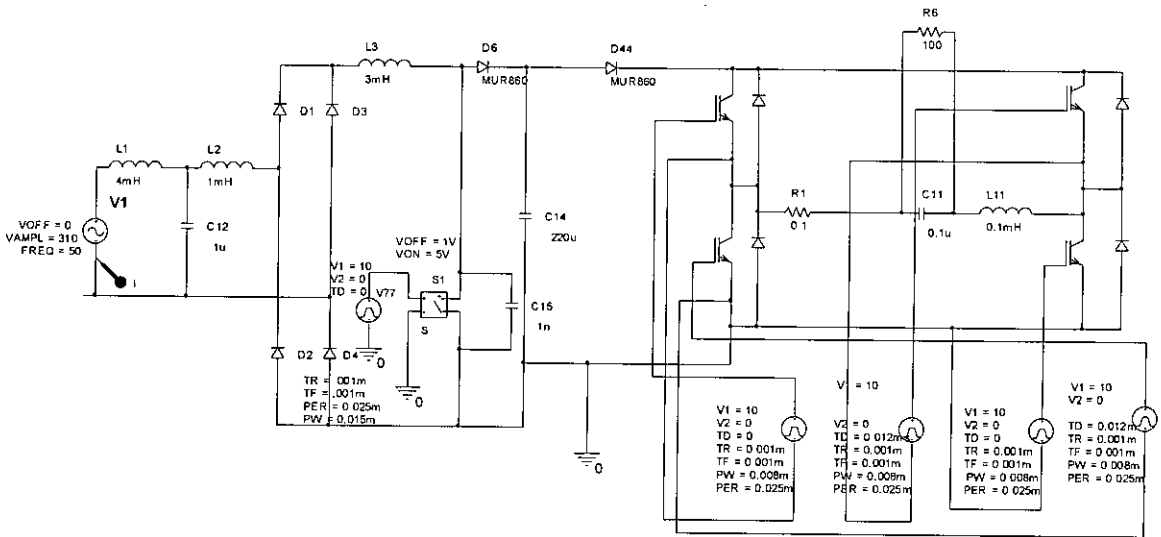 R6
100
L3
3mH
D6
MUR860
D44
MUR860
D1
D3
L1
4mH
L2
1mH
V1
VOFF = 0
VAMPL = 310
FREQ = 50
C12
1u
I
C14
220u
VOFF = 1V
VON = 5V
V1 = 10
V2 = 0
TD = 0
V77
S1
S
C15
1n
0
0
D2
D4
TR = .001m
TF = .001m
PER = 0.025m
PW = 0.015m
R1
0.1
C11
0.1u
L11
0.1mH
0
V1 = 10
V2 = 0
TD = 0
TR = 0.001m
TF = 0.001m
PW = 0.008m
PER = 0.025m
V1 = 10
V2 = 0
TD = 0.012m
TR = 0.001m
TF = 0.001m
PW = 0.008m
PER = 0.025m
V1 = 10
V2 = 0
TD = 0
TR = 0.001m
TF = 0.001m
PW = 0.008m
PER = 0.025m
V1 = 10
V2 = 0
TD = 0.012m
TR = 0.001m
TF = 0.001m
PW = 0.008m
PER = 0.025m